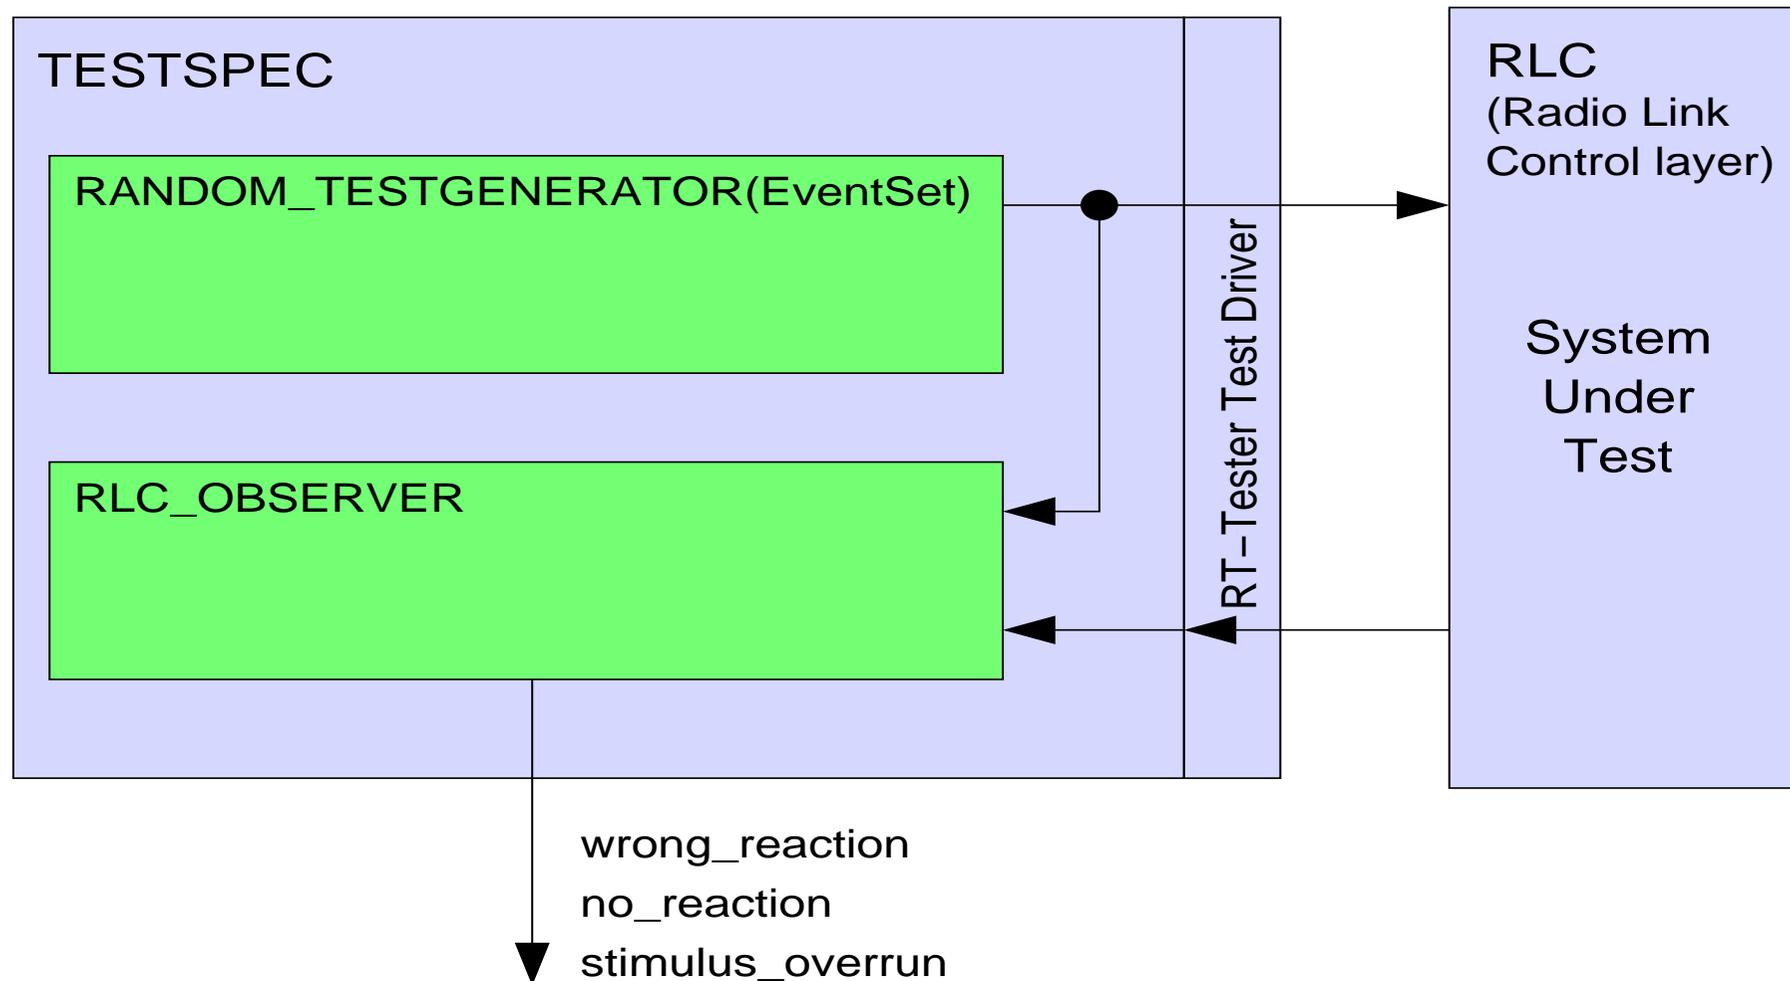 TESTSPEC
RANDOM_TESTGENERATOR(EventSet)
RLC_OBSERVER
RT−Tester Test Driver
RLC
(Radio Link
Control layer)
System
Under
Test
wrong_reaction
no_reaction
stimulus_overrun